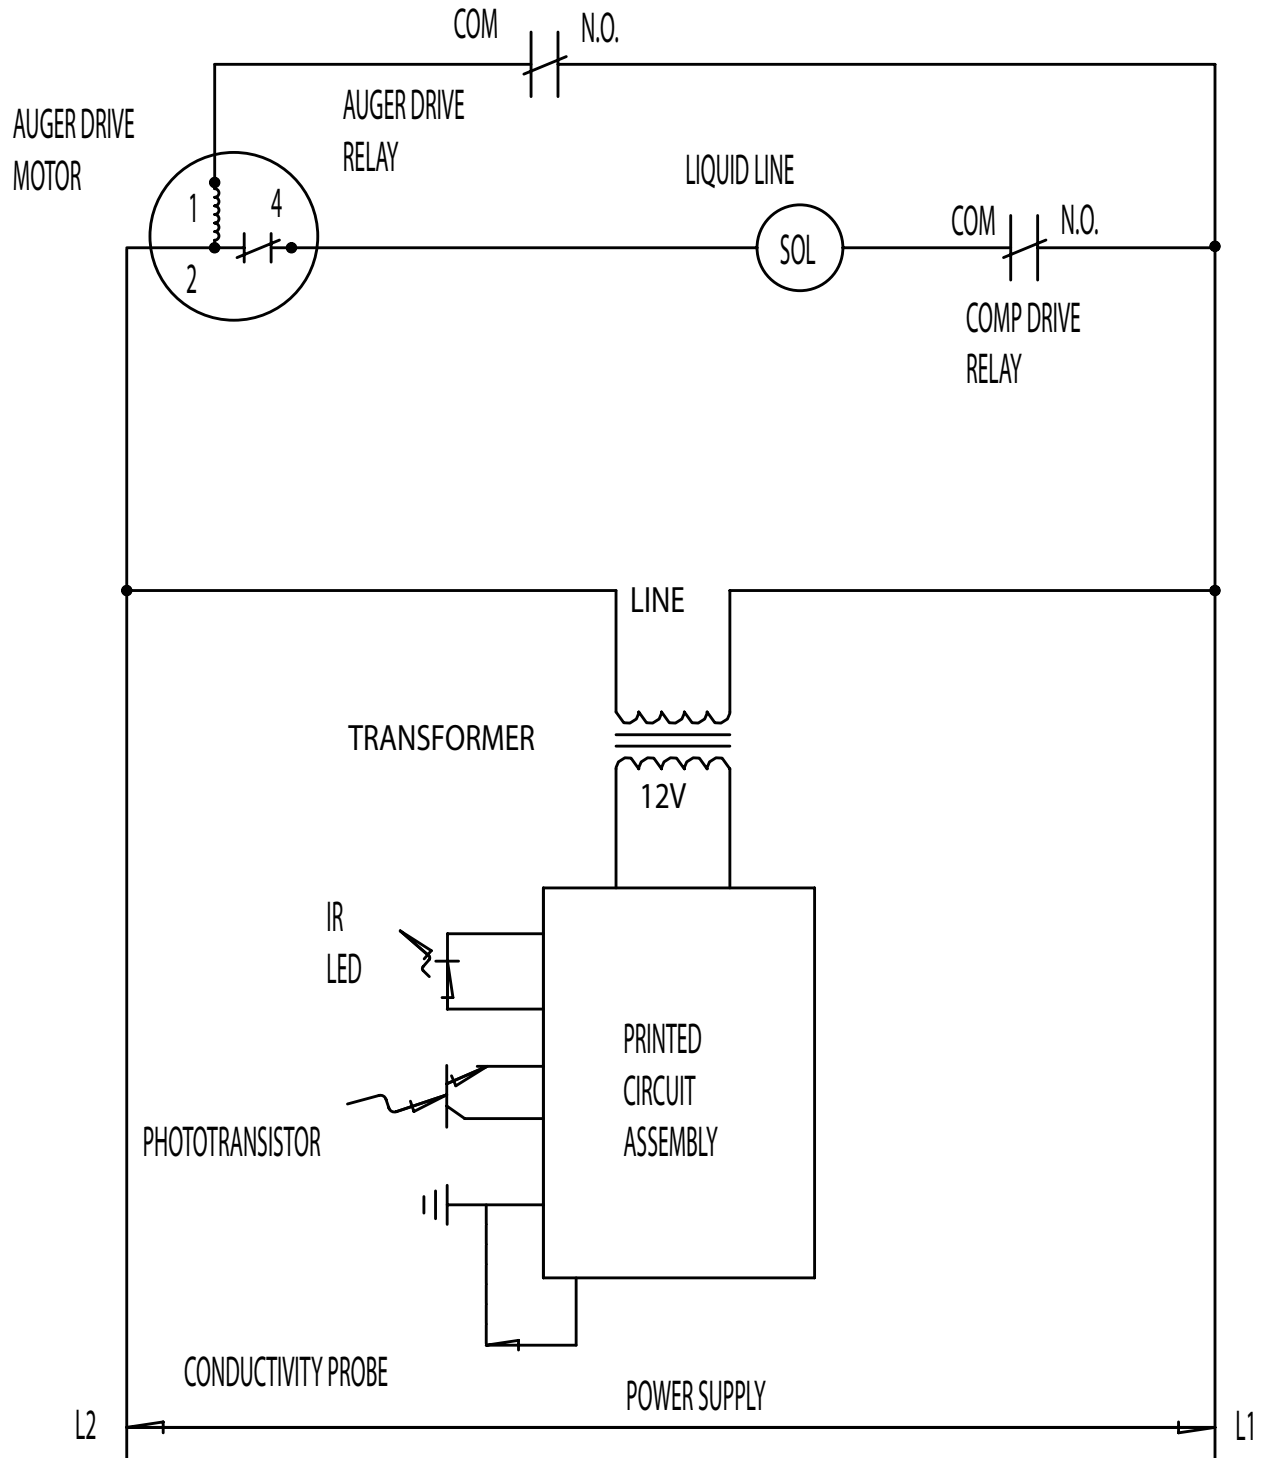 COM N.O.
AUGER DRIVE
MOTOR
AUGER DRIVE
RELAY
1 4
2
LIQUID LINE
SOL
COM N.O.
COMP DRIVE
RELAY
LINE
TRANSFORMER
12V
IR
LED
PRINTED
CIRCUIT
ASSEMBLY
PHOTOTRANSISTOR
CONDUCTIVITY PROBE
POWER SUPPLY
L2 L1